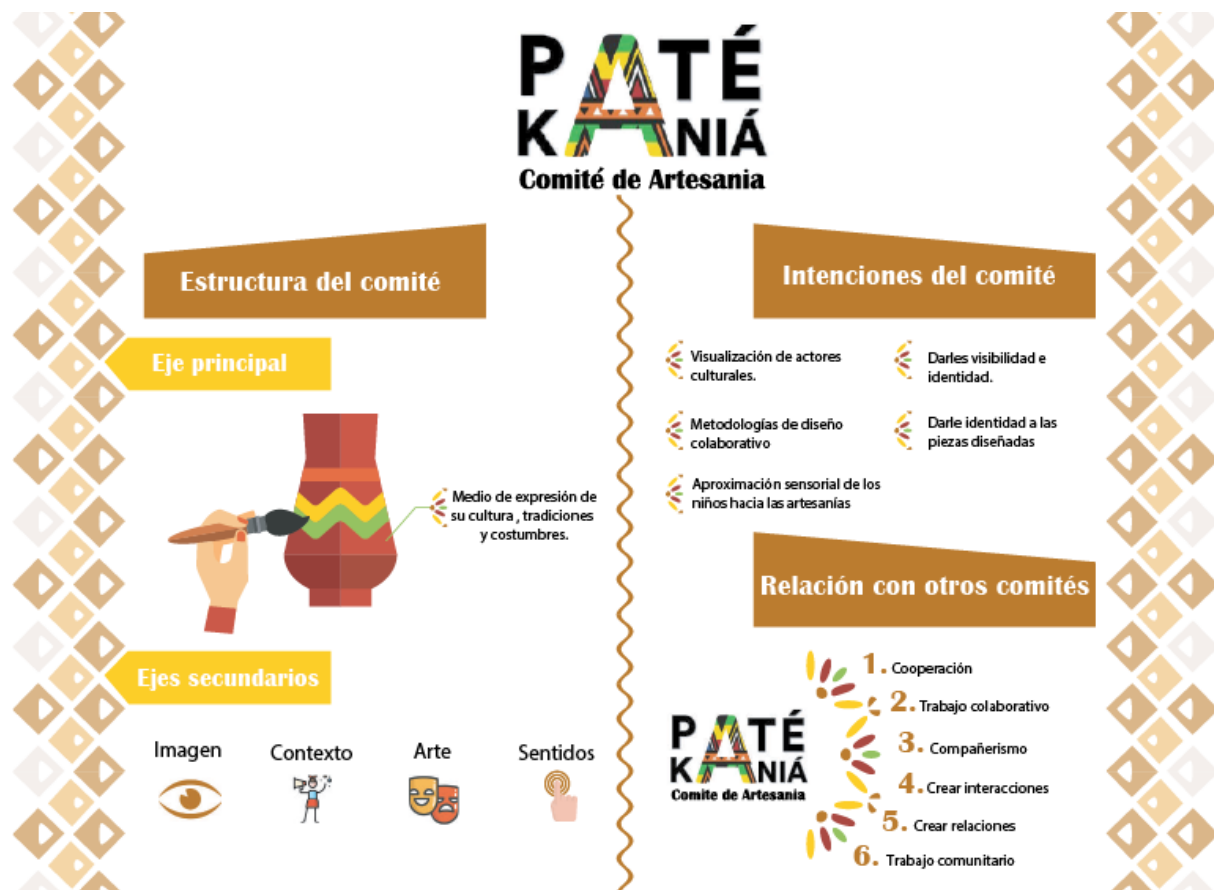 PATÉ
KANIÁ
Comité de Artesania
Estructura del comité
Eje principal
Medio de expresión de
su cultura , tradiciones
y costumbres.
Ejes secundarios
Imagen
Contexto
Arte
Sentidos
Intenciones del comité
Visualización de actores
culturales.
Darles visibilidad e
identidad.
Metodologías de diseño
colaborativo
Darle identidad a las
piezas diseñadas
Aproximación sensorial de los
niños hacia las artesanías
Relación con otros comités
PATÉ
KANIÁ
Comite de Artesania
1. Cooperación
2. Trabajo colaborativo
3. Compañerismo
4. Crear interacciones
5. Crear relaciones
6. Trabajo comunitario